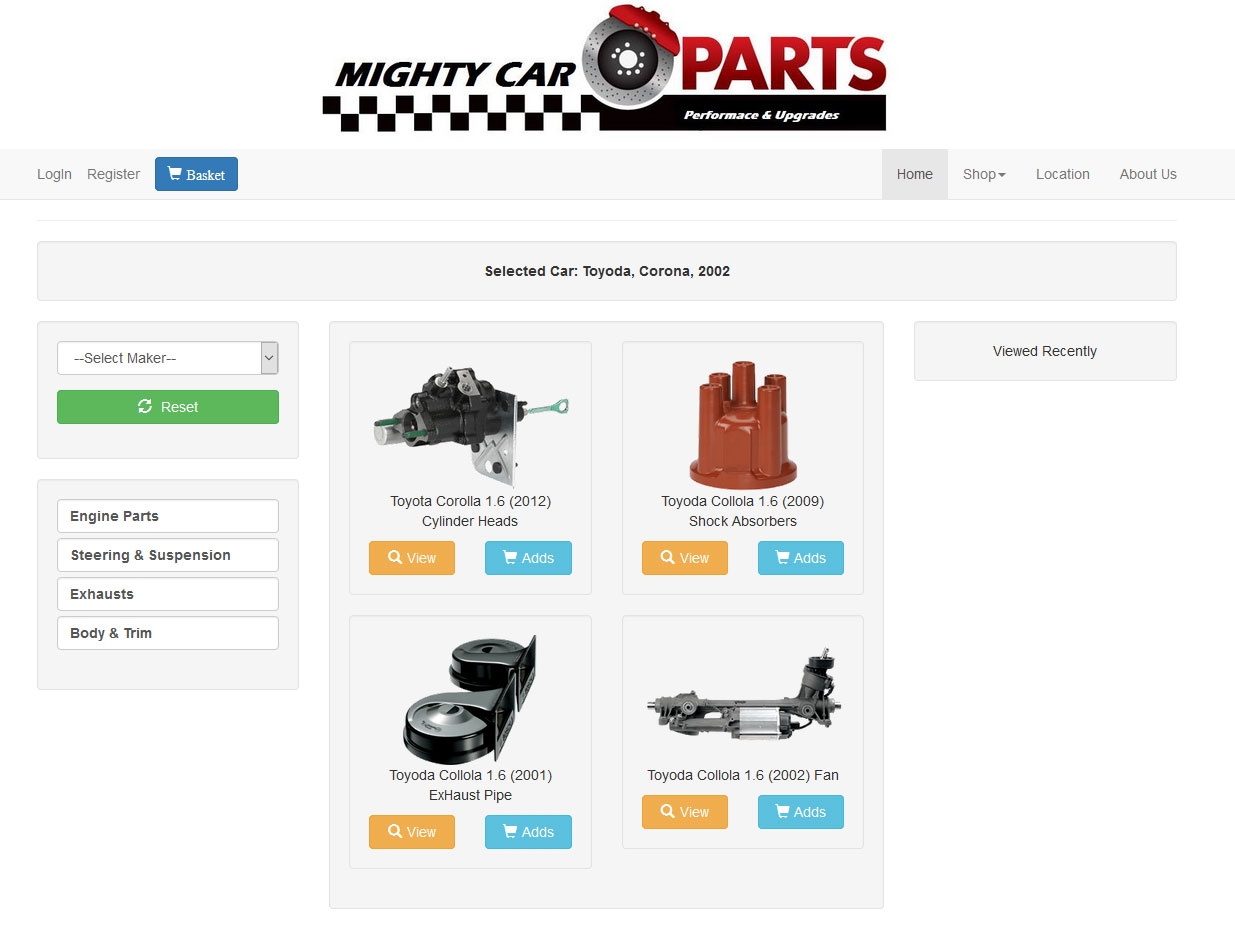 MIGHTY CAR PARTS
Performace & Upgrades
LogIn Register Basket Home Shop Location About Us
Selected Car: Toyoda, Corona, 2002
--Select Maker--
Reset
Engine Parts
Steering & Suspension
Exhausts
Body & Trim
Toyota Corolla 1.6 (2012)
Cylinder Heads
View Adds
Toyoda Collola 1.6 (2009)
Shock Absorbers
View Adds
Toyoda Collola 1.6 (2001)
ExHaust Pipe
View Adds
Toyoda Collola 1.6 (2002) Fan
View Adds
Viewed Recently